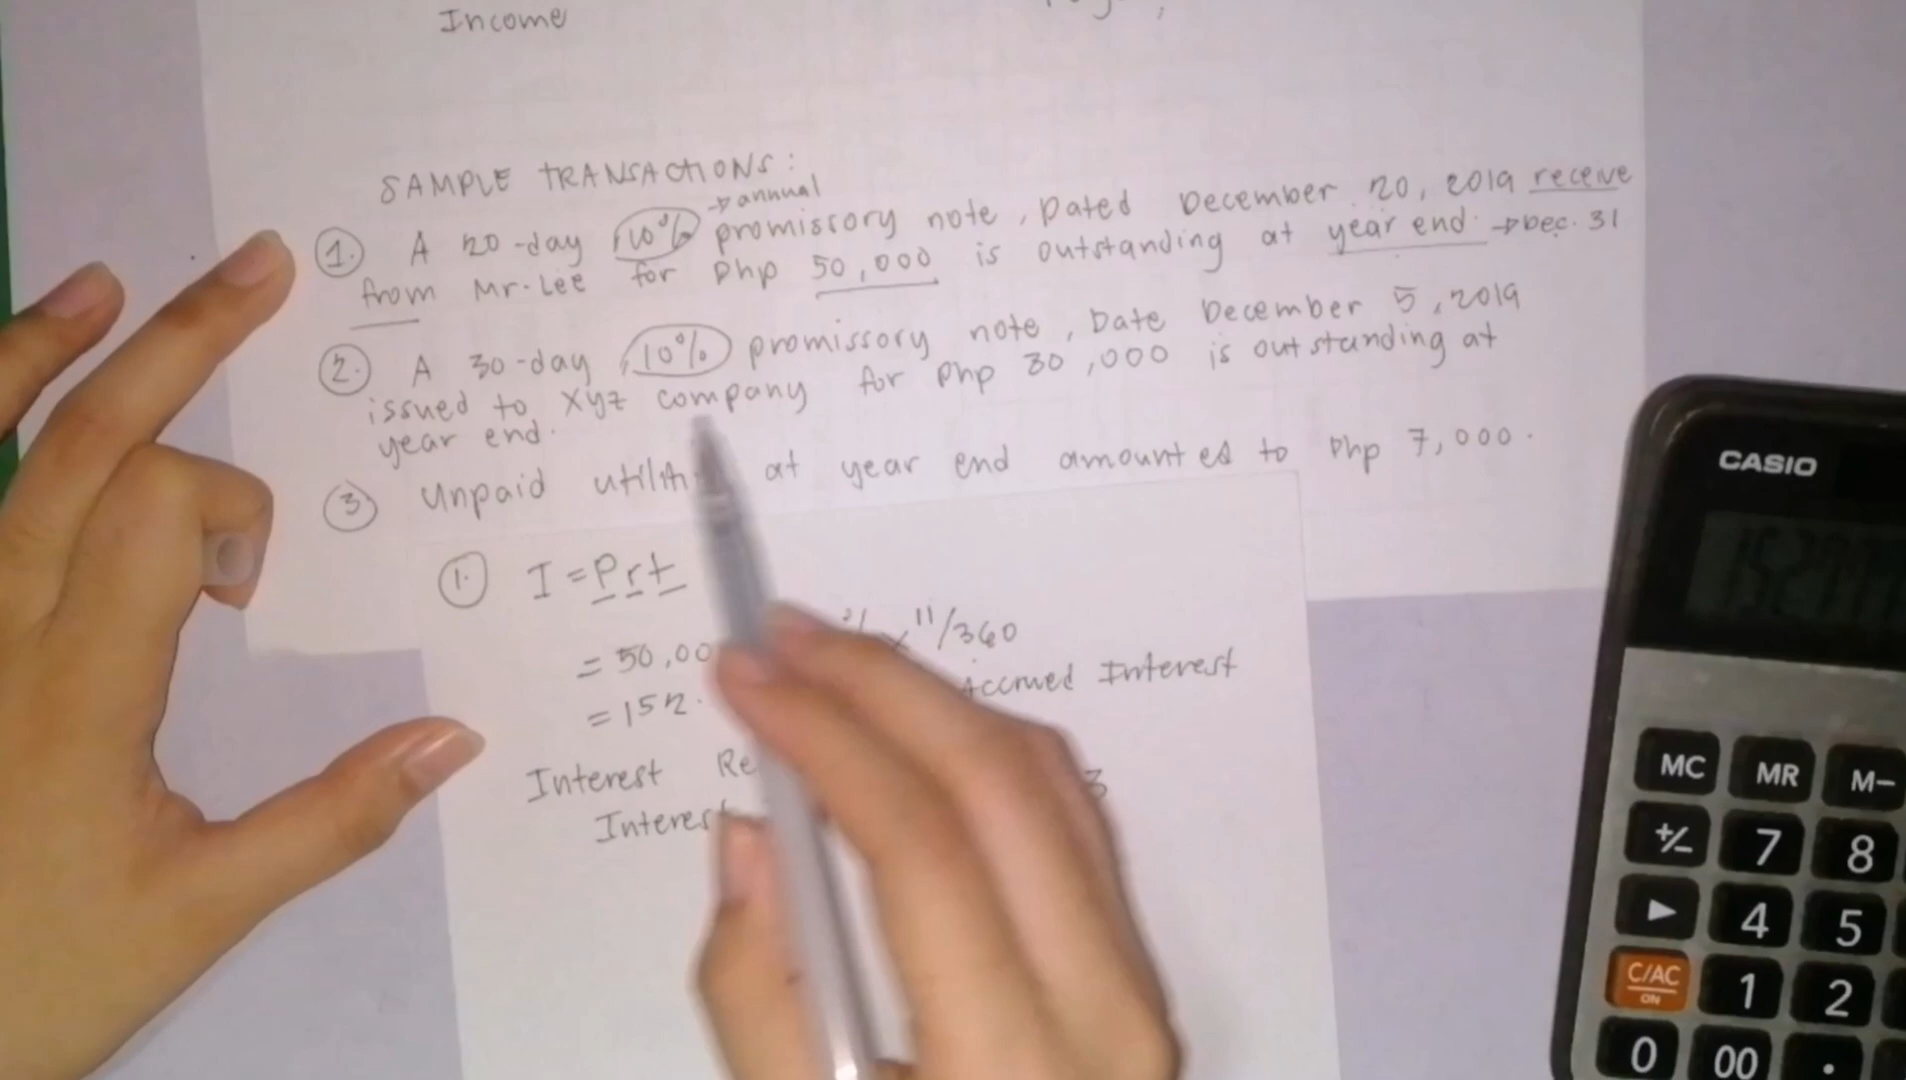 Income
SAMPLE TRANSACTIONS:
→ annual
1. A 20-day 10% promissory note, Dated December 20, 2019 receive
from Mr. Lee for Php 50,000 is outstanding at year end. → Dec. 31
2. A 30-day 10% promissory note, Date December 5, 2019
issued to XYZ company for Php 30,000 is outstanding at
year end.
3. Unpaid at year end amounted to Php 7,000.
1. I = Prt
= 50,00 x 11/360
= 152. Accrued Interest
Interest
3
CASIO
MC MR M-
+/- 7 8
▶ 4 5
C/AC ON 1 2
0 00 .